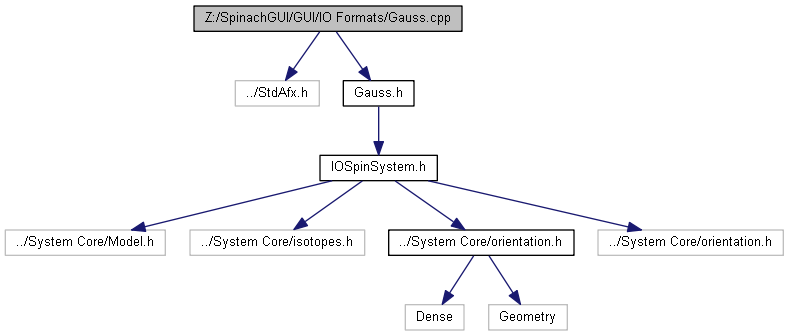 Z:/SpinachGUI/GUI/IO Formats/Gauss.cpp
../StdAfx.h
Gauss.h
IOSpinSystem.h
../System Core/Model.h
../System Core/isotopes.h
../System Core/orientation.h
../System Core/orientation.h
Dense
Geometry